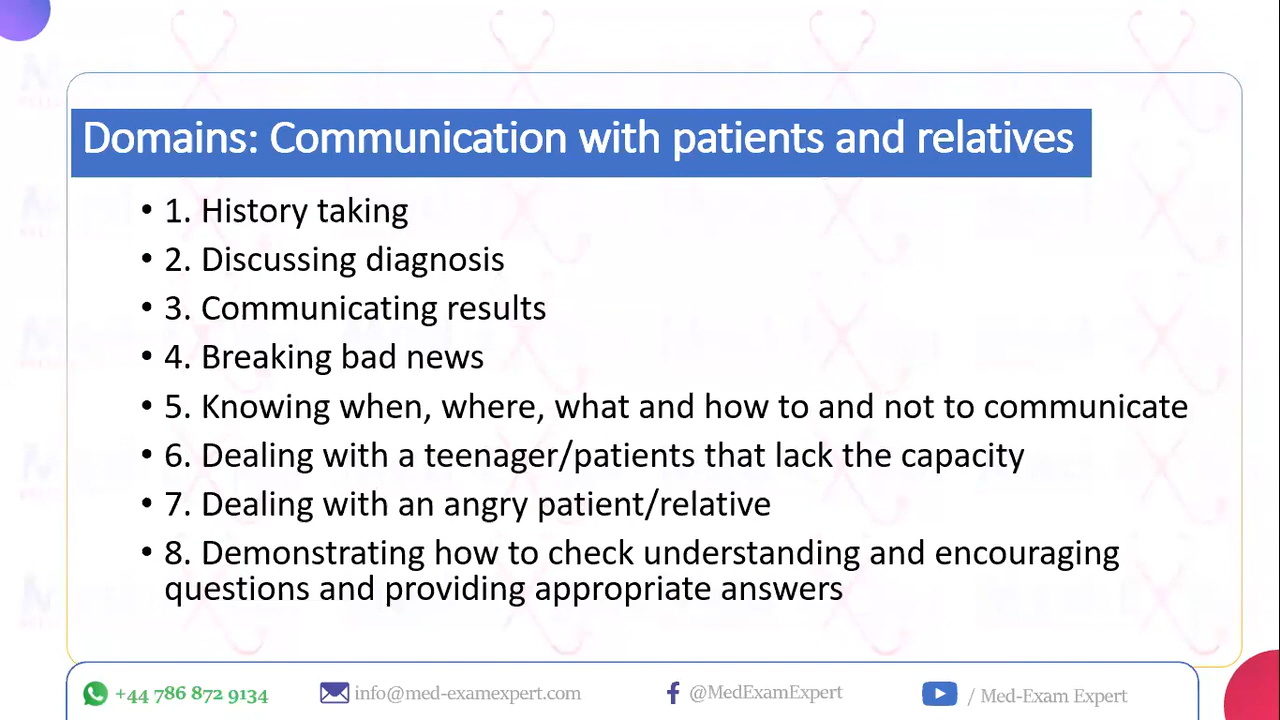 Domains: Communication with patients and relatives
• 1. History taking
• 2. Discussing diagnosis
• 3. Communicating results
• 4. Breaking bad news
• 5. Knowing when, where, what and how to and not to communicate
• 6. Dealing with a teenager/patients that lack the capacity
• 7. Dealing with an angry patient/relative
• 8. Demonstrating how to check understanding and encouraging
questions and providing appropriate answers
+44 786 872 9134 info@med-examexpert.com @MedExamExpert / Med-Exam Expert